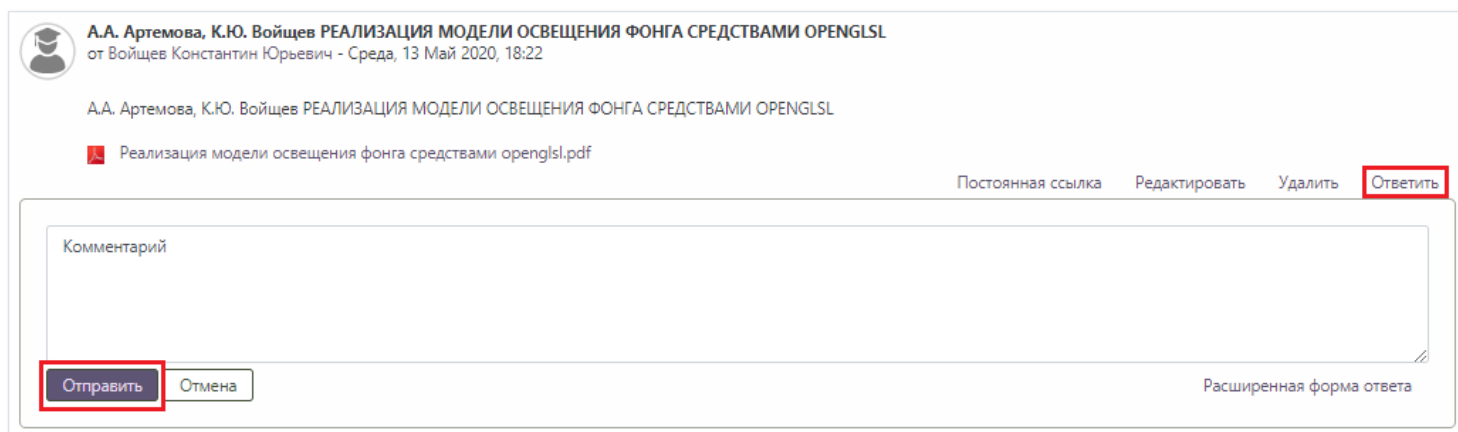 А.А. Артемова, К.Ю. Войщев РЕАЛИЗАЦИЯ МОДЕЛИ ОСВЕЩЕНИЯ ФОНГА СРЕДСТВАМИ OPENGLSL
от Войщев Константин Юрьевич - Среда, 13 Май 2020, 18:22
А.А. Артемова, К.Ю. Войщев РЕАЛИЗАЦИЯ МОДЕЛИ ОСВЕЩЕНИЯ ФОНГА СРЕДСТВАМИ OPENGLSL
Реализация модели освещения фонга средствами openglsl.pdf
Постоянная ссылка Редактировать Удалить Ответить
Комментарий
Отправить Отмена Расширенная форма ответа